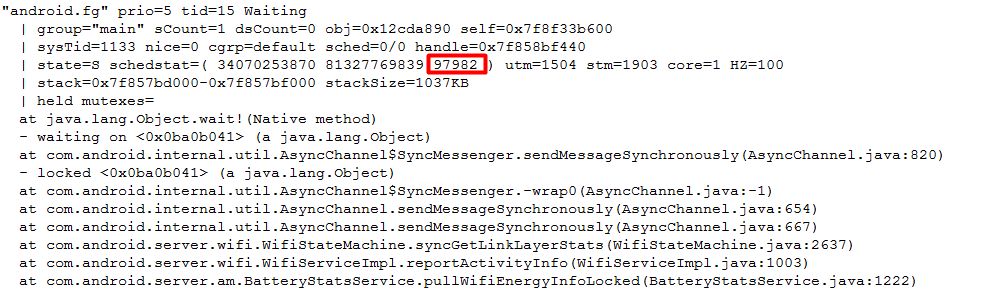 "android.fg" prio=5 tid=15 Waiting
| group="main" sCount=1 dsCount=0 obj=0x12cda890 self=0x7f8f33b600
| sysTid=1133 nice=0 cgrp=default sched=0/0 handle=0x7f858bf440
| state=S schedstat=( 34070253870 81327769839 97982 ) utm=1504 stm=1903 core=1 HZ=100
| stack=0x7f857bd000-0x7f857bf000 stackSize=1037KB
| held mutexes=
at java.lang.Object.wait!(Native method)
- waiting on <0x0ba0b041> (a java.lang.Object)
at com.android.internal.util.AsyncChannel$SyncMessenger.sendMessageSynchronously(AsyncChannel.java:820)
- locked <0x0ba0b041> (a java.lang.Object)
at com.android.internal.util.AsyncChannel$SyncMessenger.-wrap0(AsyncChannel.java:-1)
at com.android.internal.util.AsyncChannel.sendMessageSynchronously(AsyncChannel.java:654)
at com.android.internal.util.AsyncChannel.sendMessageSynchronously(AsyncChannel.java:667)
at com.android.server.wifi.WifiStateMachine.syncGetLinkLayerStats(WifiStateMachine.java:2637)
at com.android.server.wifi.WifiServiceImpl.reportActivityInfo(WifiServiceImpl.java:1003)
at com.android.server.am.BatteryStatsService.pullWifiEnergyInfoLocked(BatteryStatsService.java:1222)